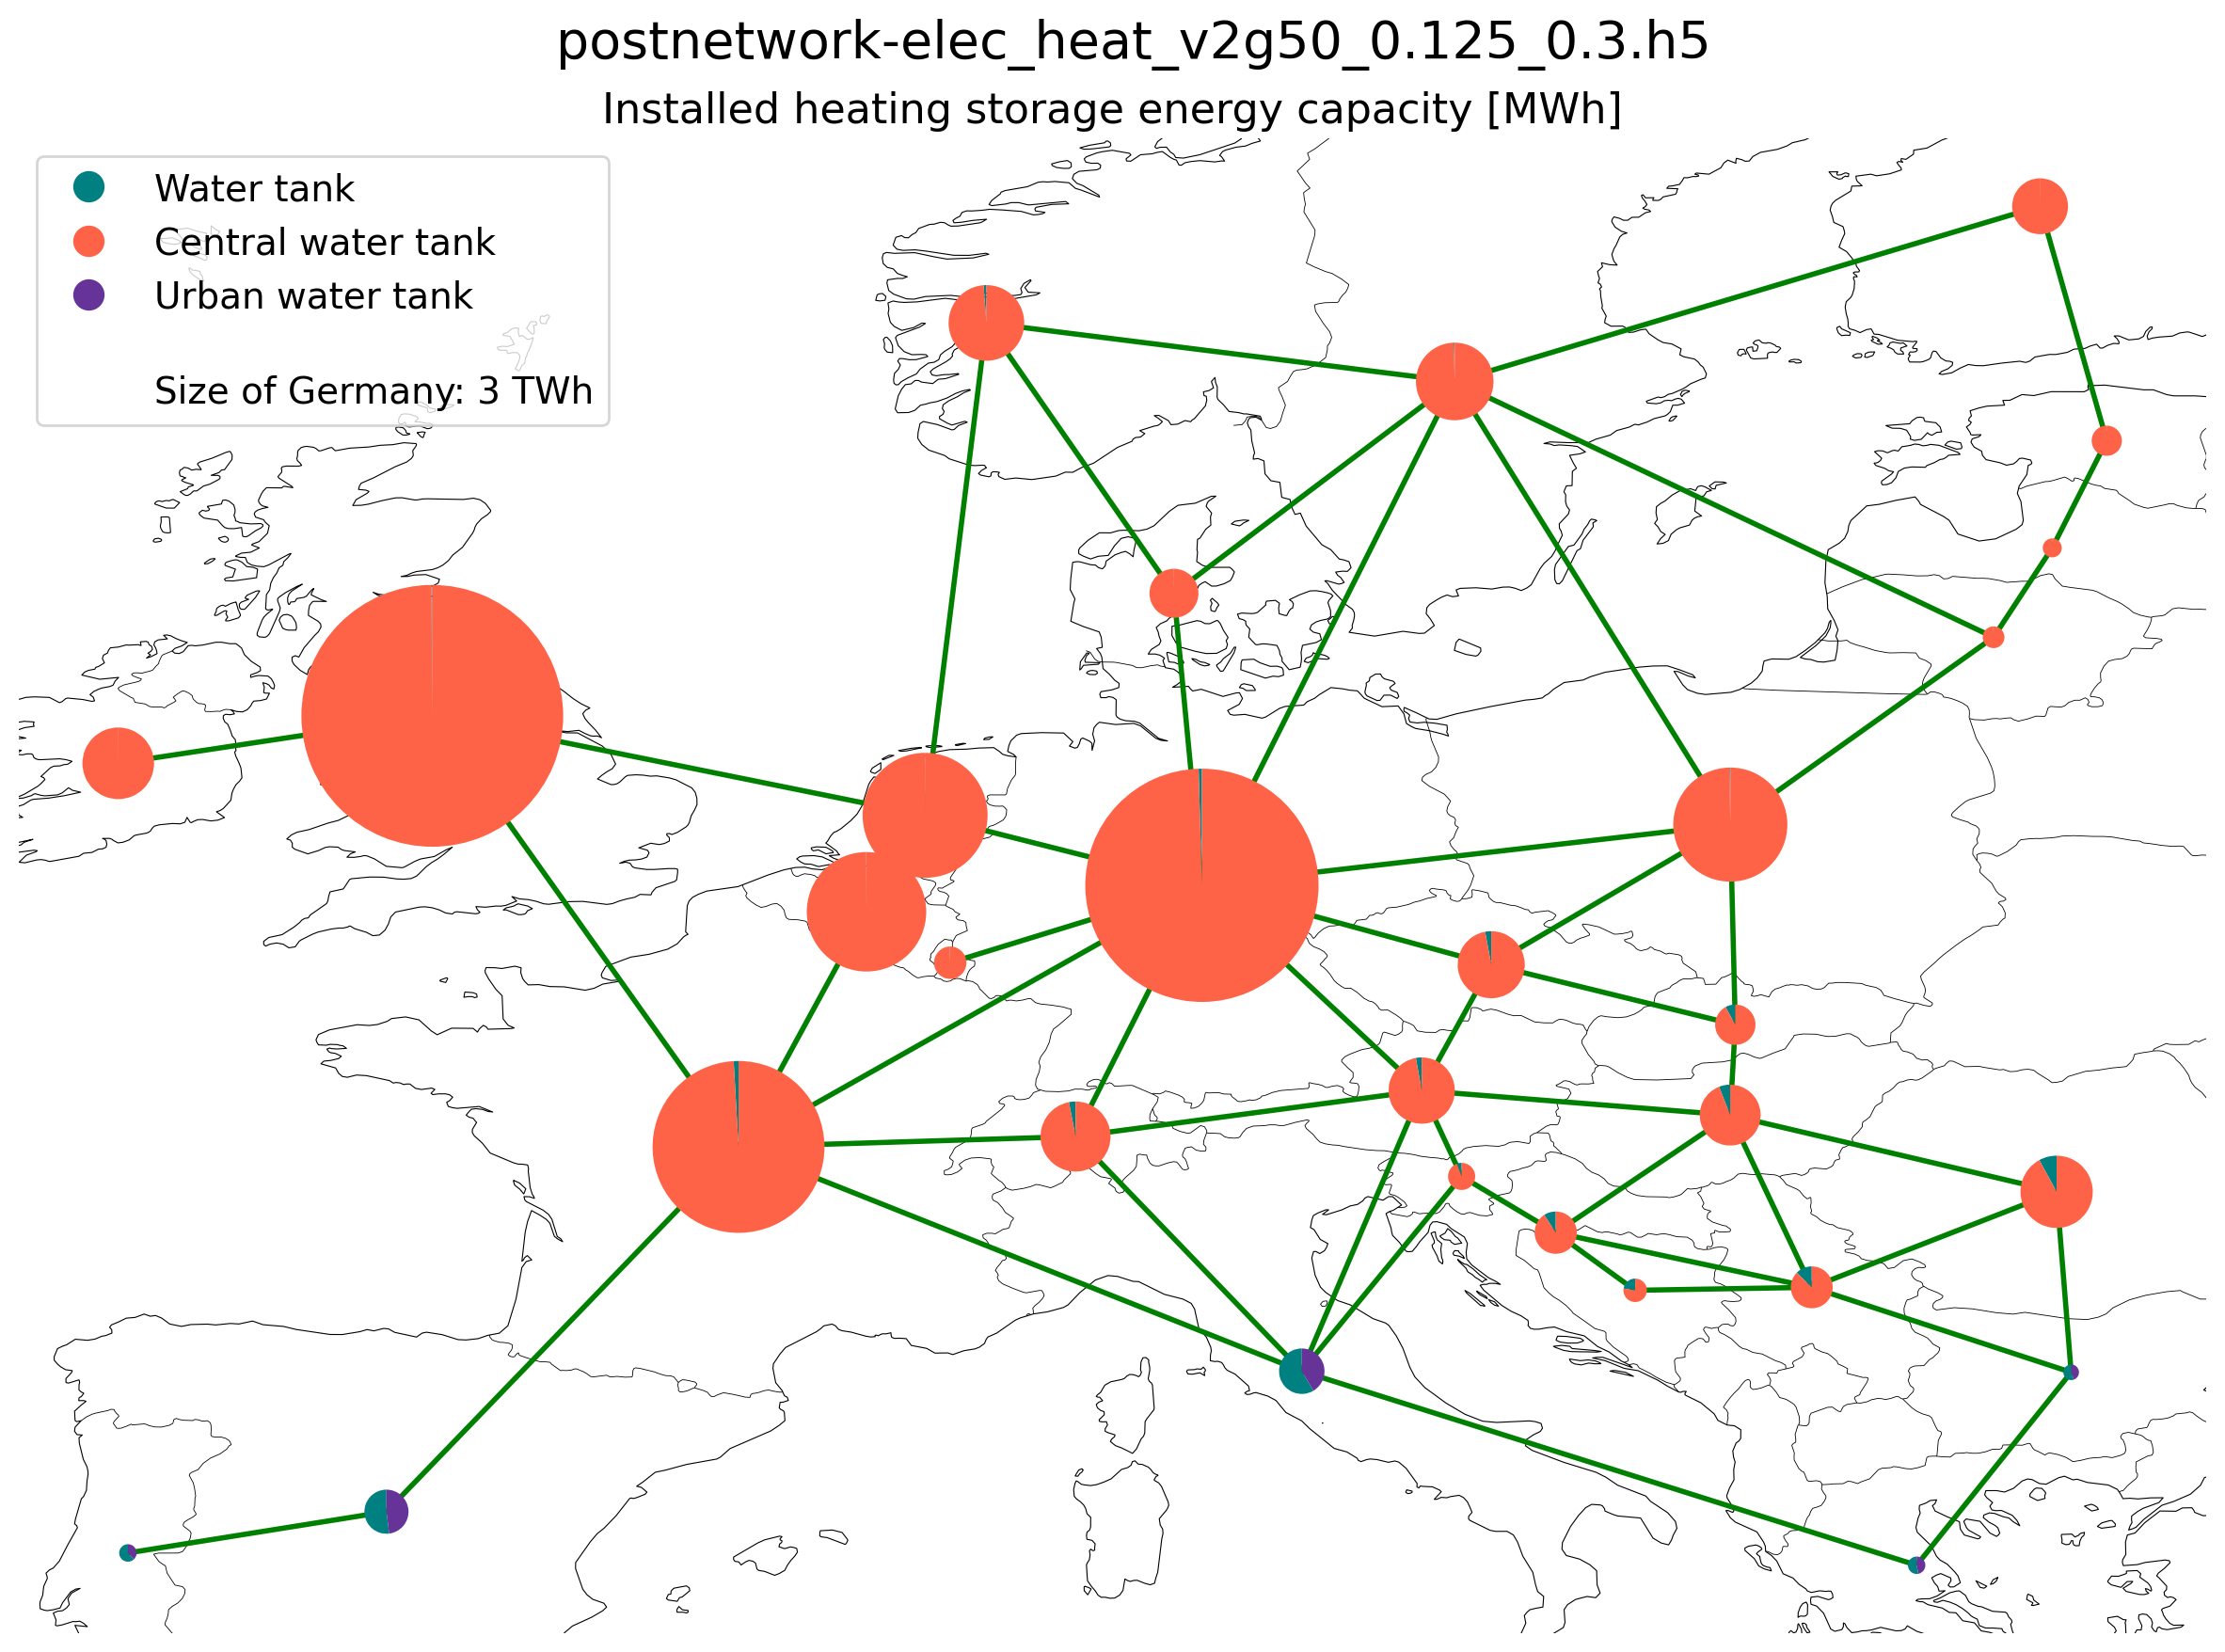 postnetwork-elec_heat_v2g50_0.125_0.3.h5
Installed heating storage energy capacity [MWh]
Water tank
Central water tank
Urban water tank
Size of Germany: 3 TWh